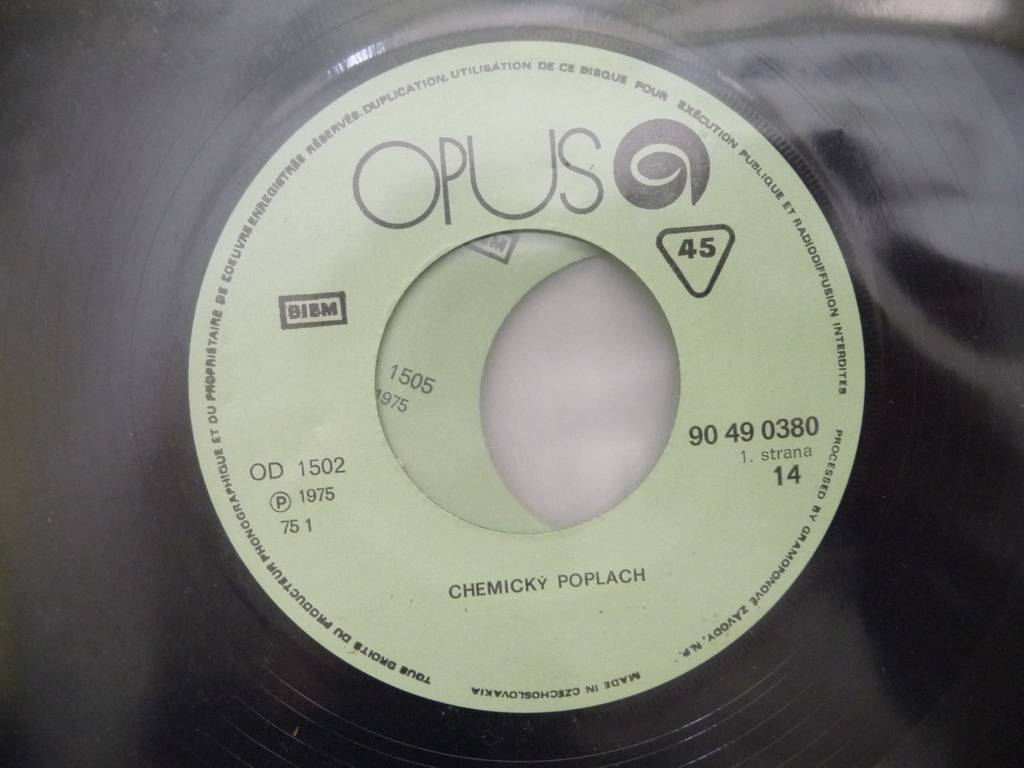 TOUS DROITS DU PRODUCTEUR PHONOGRAPHIQUE ET DU PROPRIÉTAIRE DE L'OEUVRE ENREGISTRÉE RÉSERVÉS. DUPLICATION, UTILISATION DE CE DISQUE POUR EXÉCUTION PUBLIQUE ET RADIODIFFUSION INTERDITES
OPUS
45
BIEM
1505
1975
90 49 0380
1. strana
14
OD 1502
Ⓟ 1975
75 1
CHEMICKÝ POPLACH
PROCESSED BY GRAMOFONOVÉ ZÁVODY, N.P.
MADE IN CZECHOSLOVAKIA